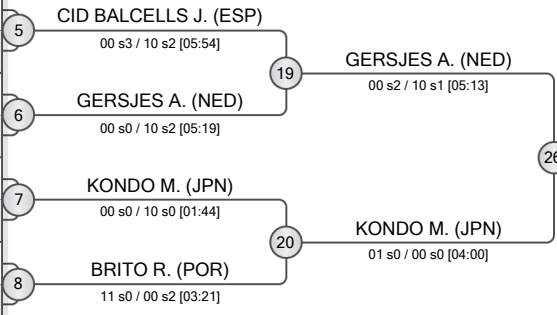 5
CID BALCELLS J. (ESP)
00 s3 / 10 s2 [05:54]
19
GERSJES A. (NED)
00 s2 / 10 s1 [05:13]
6
GERSJES A. (NED)
00 s0 / 10 s2 [05:19]
26
7
KONDO M. (JPN)
00 s0 / 10 s0 [01:44]
20
KONDO M. (JPN)
01 s0 / 00 s0 [04:00]
8
BRITO R. (POR)
11 s0 / 00 s2 [03:21]